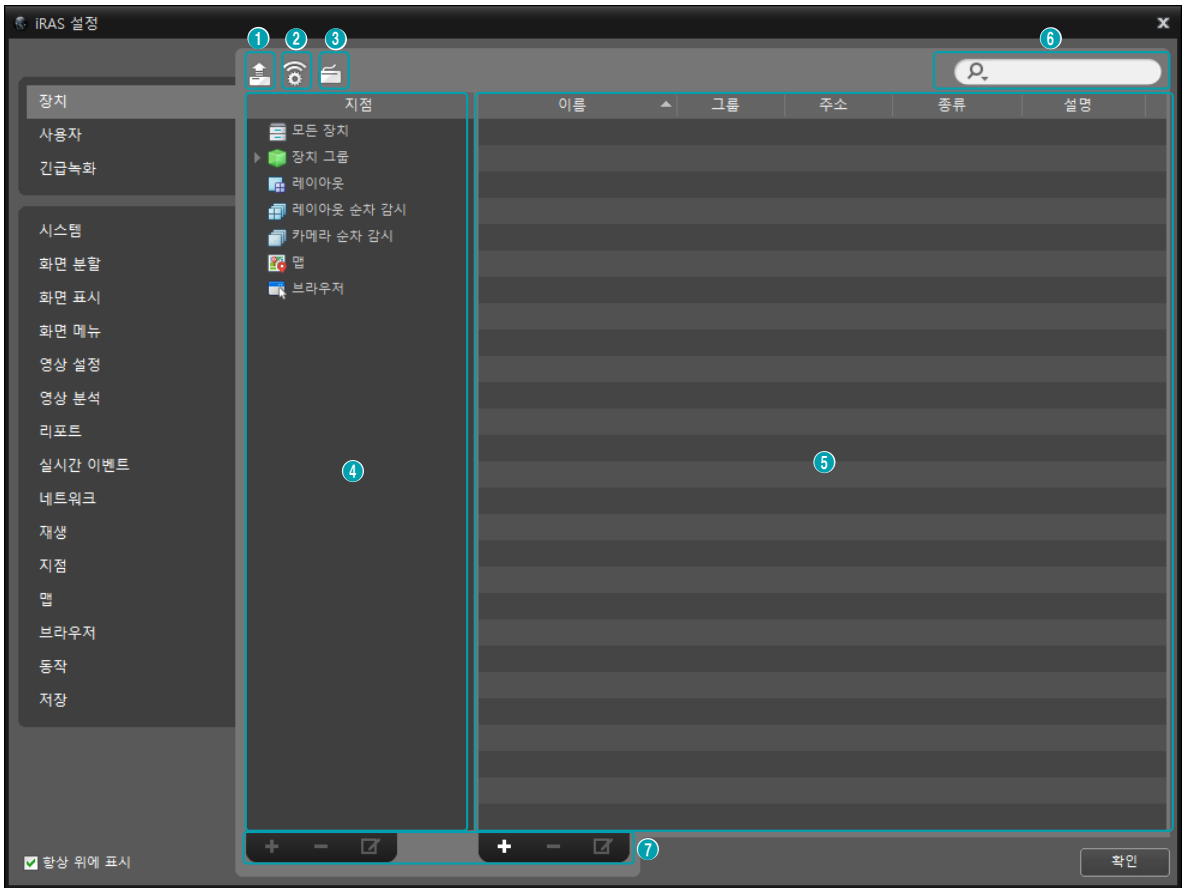 iRAS 설정
1
2
3
6
장치
사용자
긴급녹화
시스템
화면 분할
화면 표시
화면 메뉴
영상 설정
영상 분석
리포트
실시간 이벤트
네트워크
재생
지점
맵
브라우저
동작
저장
항상 위에 표시
지점
모든 장치
장치 그룹
레이아웃
레이아웃 순차 감시
카메라 순차 감시
맵
브라우저
4
이름 그룹 주소 종류 설명
5
7
확인